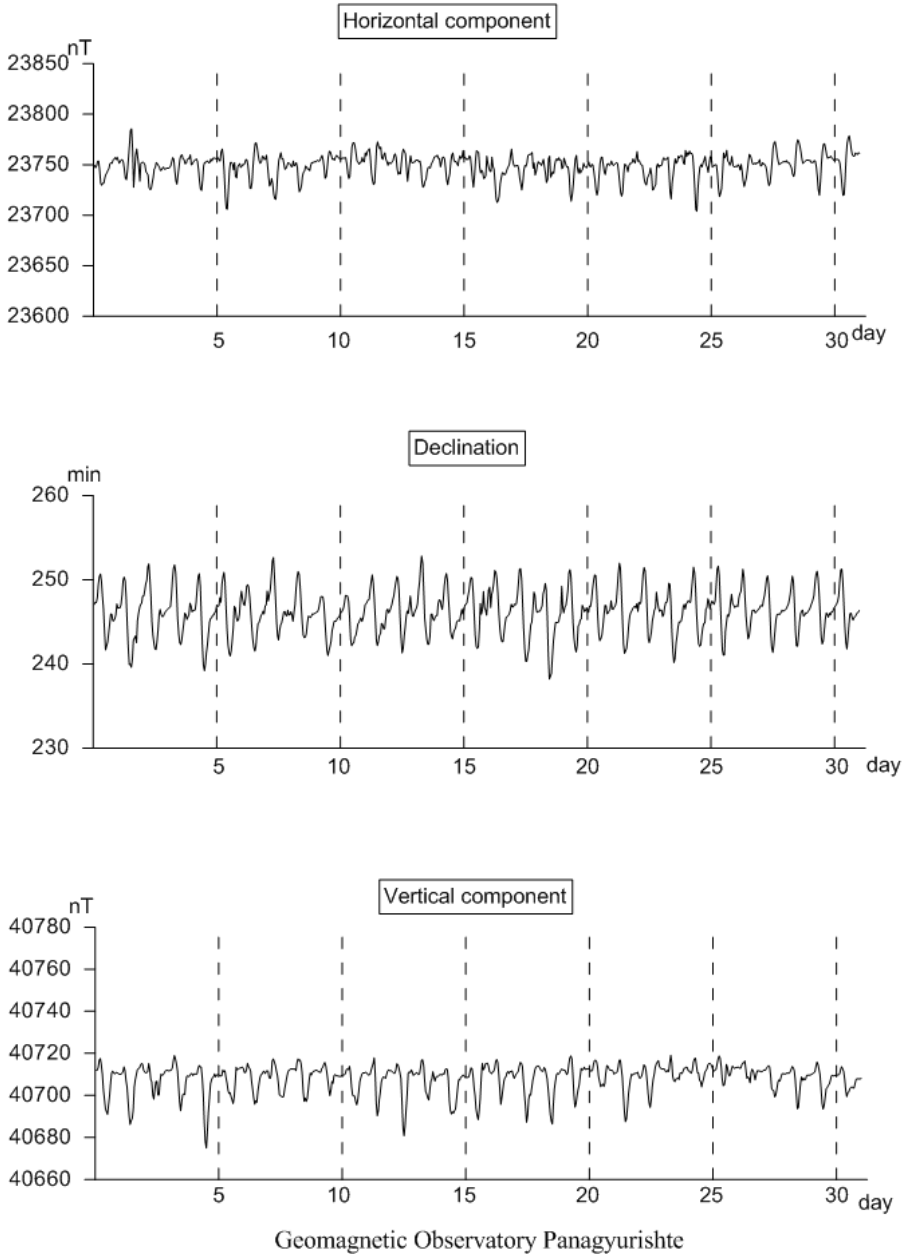 Horizontal component
nT
23850
23800
23750
23700
23650
23600
5 10 15 20 25 30 day
Declination
min
260
250
240
230
5 10 15 20 25 30 day
Vertical component
nT
40780
40760
40740
40720
40700
40680
40660
5 10 15 20 25 30 day
Geomagnetic Observatory Panagyurishte